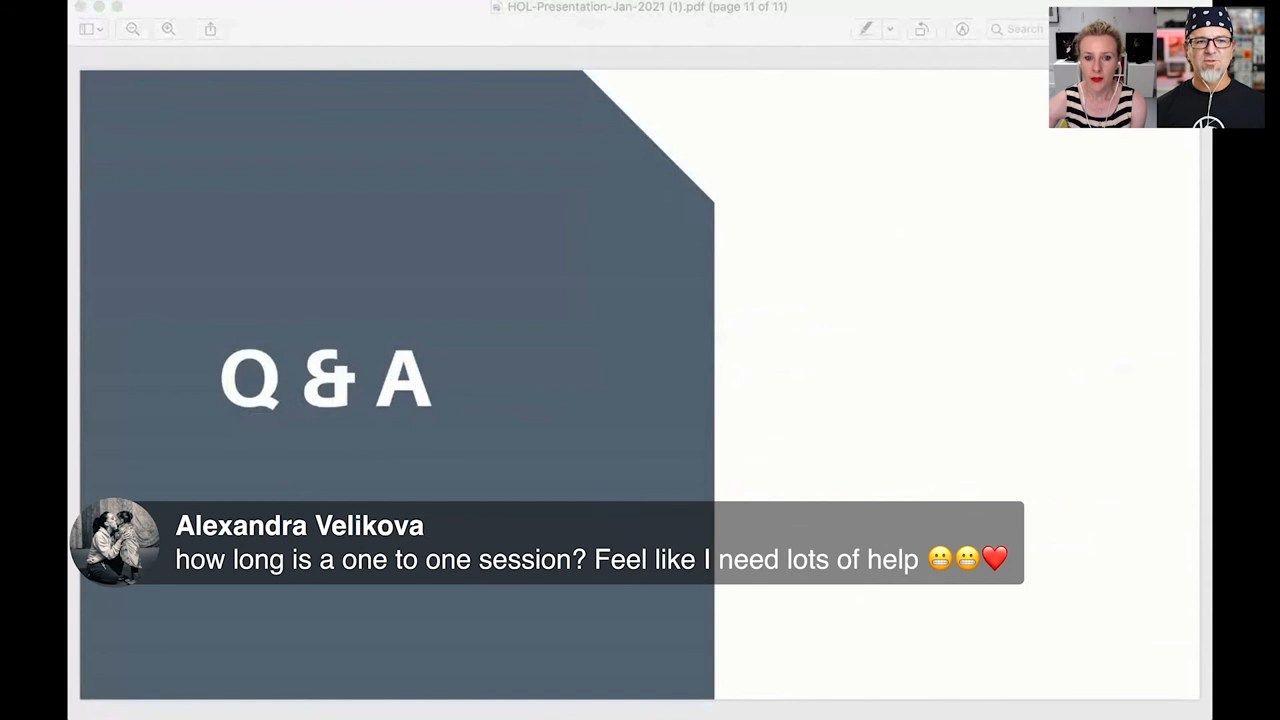 HOL-Presentation-Jan-2021 (1).pdf (page 11 of 11)
Search
Q & A
Alexandra Velikova
how long is a one to one session? Feel like I need lots of help 😬😬❤️